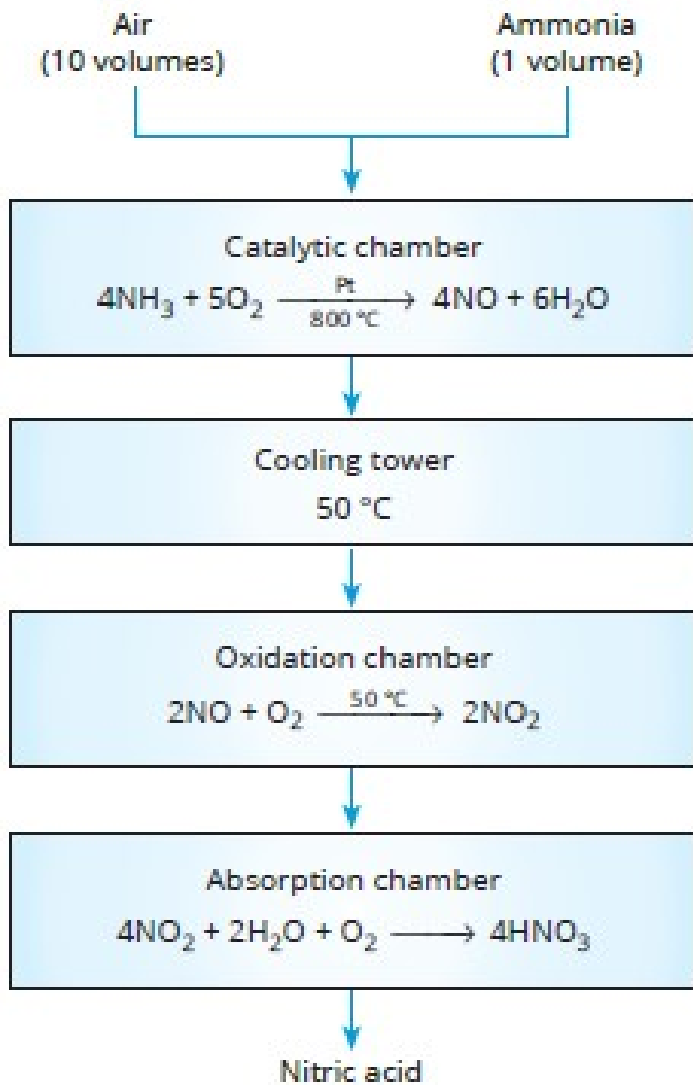 Air
(10 volumes)
Ammonia
(1 volume)
Catalytic chamber
4NH₃ + 5O₂ —Pt/800 °C→ 4NO + 6H₂O
Cooling tower
50 °C
Oxidation chamber
2NO + O₂ —50 °C→ 2NO₂
Absorption chamber
4NO₂ + 2H₂O + O₂ ⟶ 4HNO₃
Nitric acid